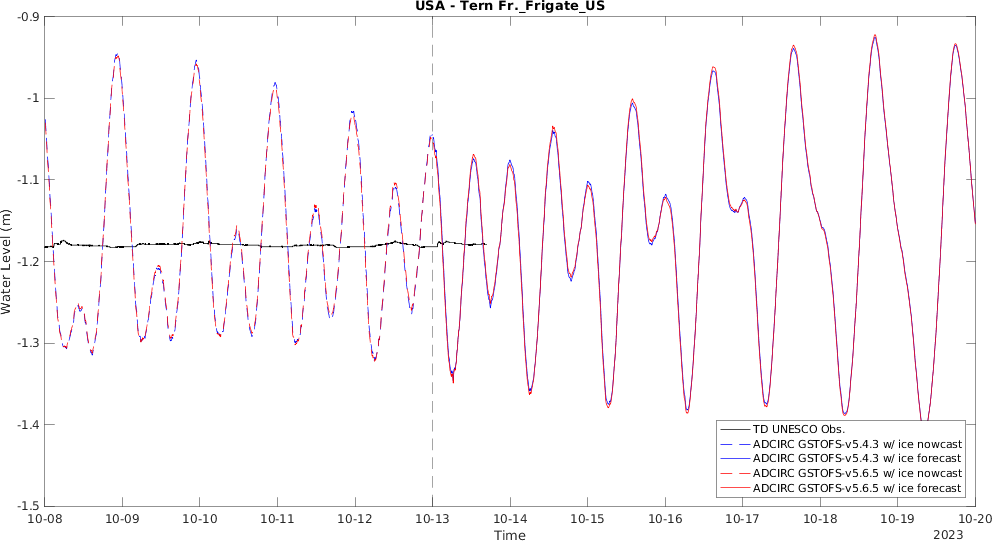 USA - Tern Fr._Frigate_US
Water Level (m)
-0.9
-1
-1.1
-1.2
-1.3
-1.4
-1.5
TD UNESCO Obs.
ADCIRC GSTOFS-v5.4.3 w/ ice nowcast
ADCIRC GSTOFS-v5.4.3 w/ ice forecast
ADCIRC GSTOFS-v5.6.5 w/ ice nowcast
ADCIRC GSTOFS-v5.6.5 w/ ice forecast
10-08 10-09 10-10 10-11 10-12 10-13 10-14 10-15 10-16 10-17 10-18 10-19 10-20
Time
2023